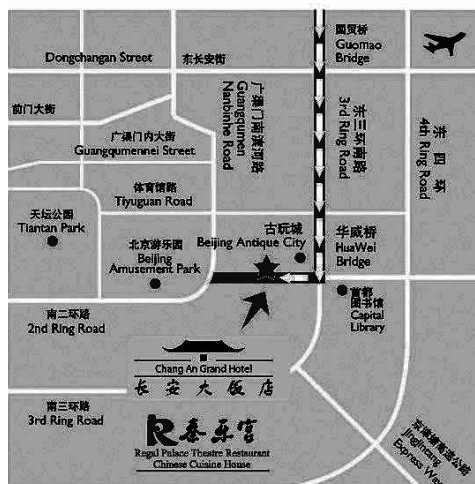 国贸桥
Guomao
Bridge
Dongchangan Street
东长安街
前门大街
广渠门内大街
Guangqumennei Street
广渠门南滨河路
Guangqumen
Nanbinhe Road
东三环南路
3rd Ring Road
东四环
4th Ring Road
体育馆路
Tiyuguan Road
天坛公园
Tiantan Park
北京游乐园
Beijing
Amusement Park
古玩城
Beijing Antique City
华威桥
HuaWei
Bridge
首都
图书馆
Capital
Library
南二环路
2nd Ring Road
Chang An Grand Hotel
长安大饭店
南三环路
3rd Ring Road
秦乐宫
Regal Palace Theatre Restaurant
Chinese Cuisine House
京津塘高速公路
Jingjintang
Express Way